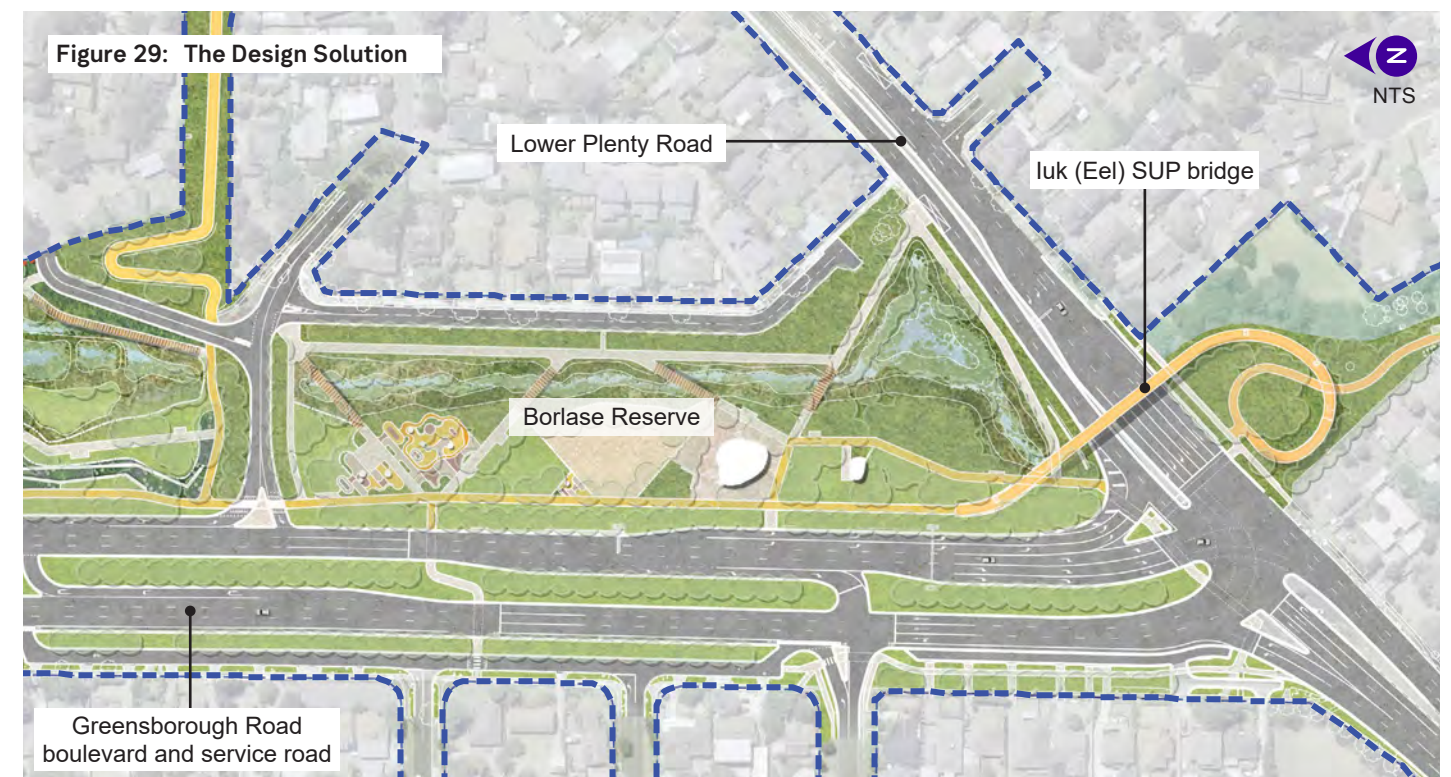 Figure 29: The Design Solution
N
NTS
Lower Plenty Road
Iuk (Eel) SUP bridge
Borlase Reserve
Greensborough Road
boulevard and service road